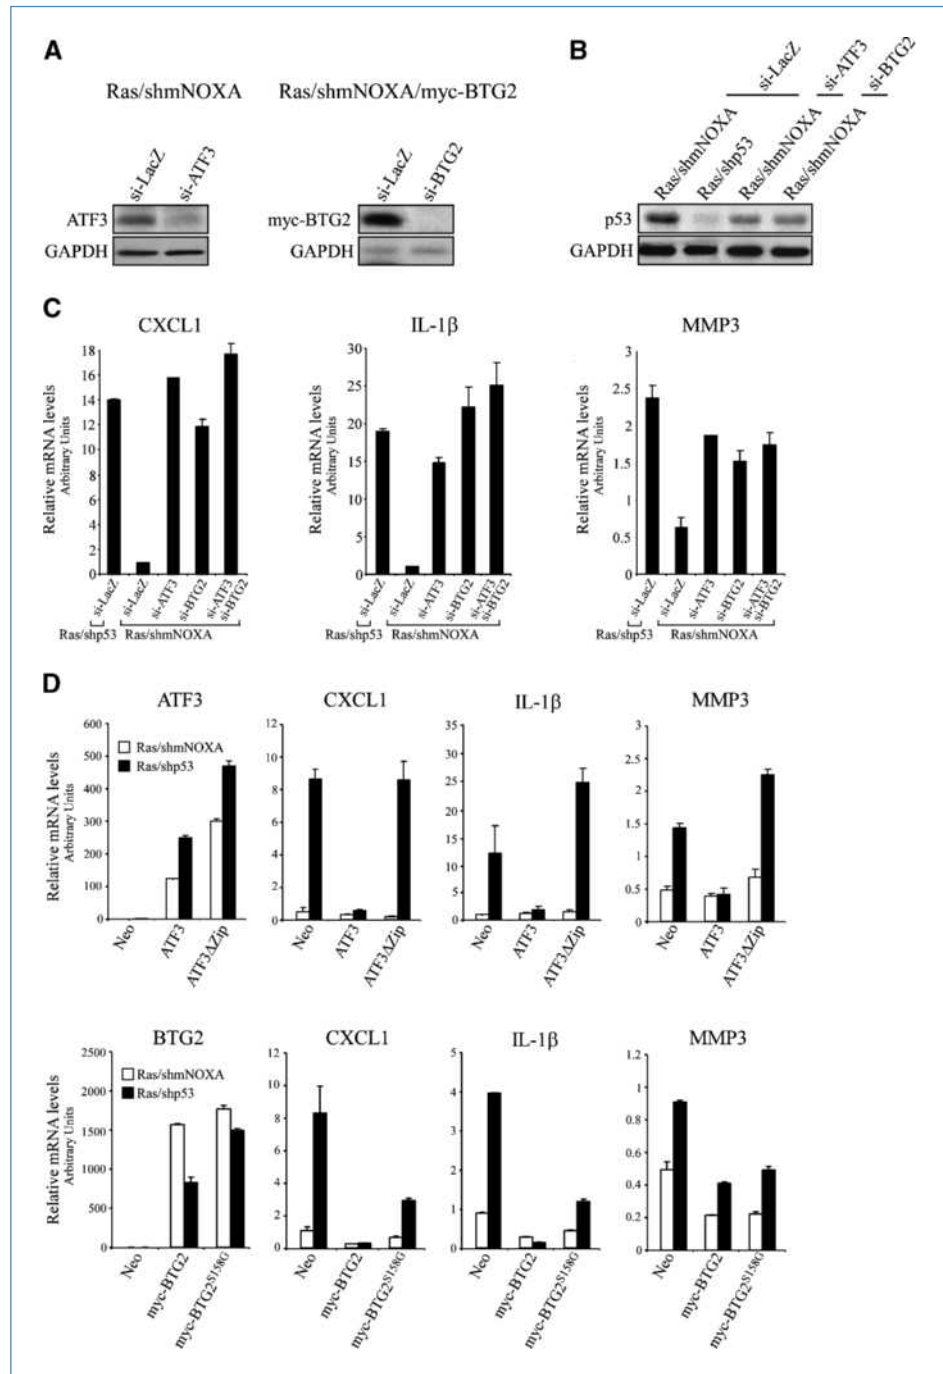 A
Ras/shmNOXA
Ras/shmNOXA/myc-BTG2
si-LacZ
si-ATF3
si-LacZ
si-BTG2
ATF3
GAPDH
myc-BTG2
GAPDH
B
si-LacZ
si-ATF3
si-BTG2
Ras/shmNOXA
Ras/shp53
Ras/shmNOXA
Ras/shmNOXA
p53
GAPDH
C
CXCL1
Relative mRNA levels
Arbitrary Units
18
16
14
12
10
8
6
4
2
0
si-LacZ
si-LacZ
si-ATF3
si-BTG2
si-ATF3
si-BTG2
Ras/shp53
Ras/shmNOXA
IL-1β
Relative mRNA levels
Arbitrary Units
30
25
20
15
10
5
0
si-LacZ
si-LacZ
si-ATF3
si-BTG2
si-ATF3
si-BTG2
Ras/shp53
Ras/shmNOXA
MMP3
Relative mRNA levels
Arbitrary Units
3
2.5
2
1.5
1
0.5
0
si-LacZ
si-LacZ
si-ATF3
si-BTG2
si-ATF3
si-BTG2
Ras/shp53
Ras/shmNOXA
D
ATF3
Relative mRNA levels
Arbitrary Units
600
500
400
300
200
100
0
Ras/shmNOXA
Ras/shp53
Neo
ATF3
ATF3ΔZip
CXCL1
12
10
8
6
4
2
0
Neo
ATF3
ATF3ΔZip
IL-1β
35
30
25
20
15
10
5
0
Neo
ATF3
ATF3ΔZip
MMP3
3
2.5
2
1.5
1
0.5
0
Neo
ATF3
ATF3ΔZip
BTG2
Relative mRNA levels
Arbitrary Units
2500
2000
1500
1000
500
0
Ras/shmNOXA
Ras/shp53
Neo
myc-BTG2
myc-BTG2S158G
CXCL1
12
10
8
6
4
2
0
Neo
myc-BTG2
myc-BTG2S158G
IL-1β
5
4
3
2
1
0
Neo
myc-BTG2
myc-BTG2S158G
MMP3
1.2
1
0.8
0.6
0.4
0.2
0
Neo
myc-BTG2
myc-BTG2S158G